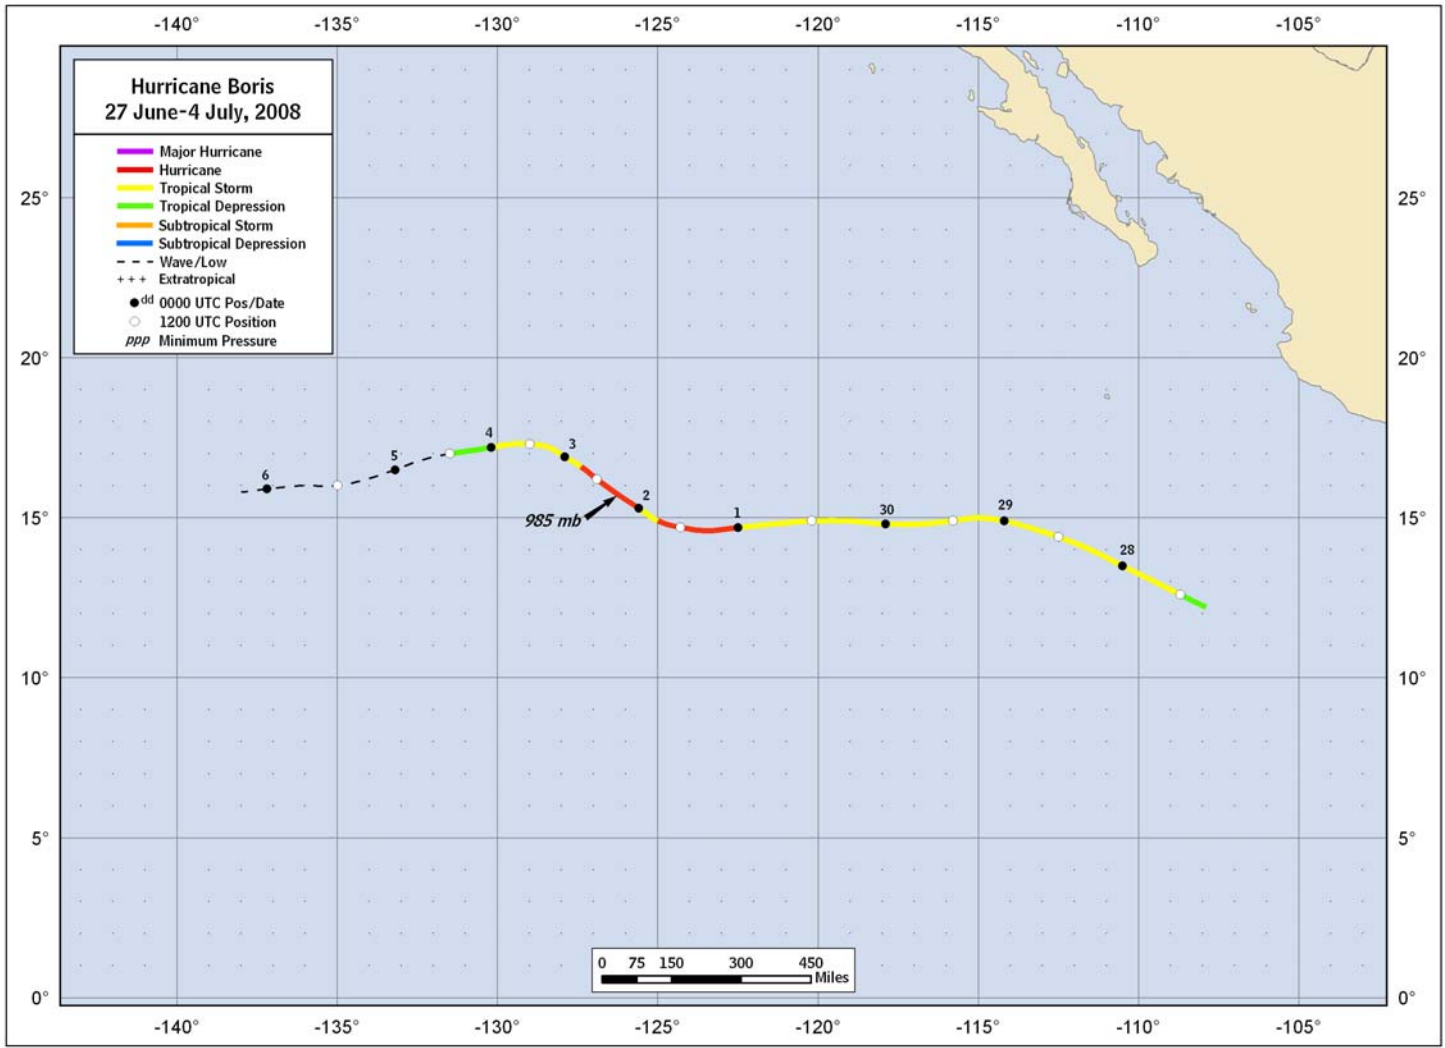 -140° -135° -130° -125° -120° -115° -110° -105°
Hurricane Boris
27 June-4 July, 2008
Major Hurricane
Hurricane
Tropical Storm
Tropical Depression
Subtropical Storm
Subtropical Depression
Wave/Low
+++ Extratropical
dd 0000 UTC Pos/Date
1200 UTC Position
ppp Minimum Pressure
25° 25°
20° 20°
6 5 4 3 2 1 30 29 28
985 mb
15° 15°
10° 10°
5° 5°
0 75 150 300 450
Miles
0° 0°
-140° -135° -130° -125° -120° -115° -110° -105°